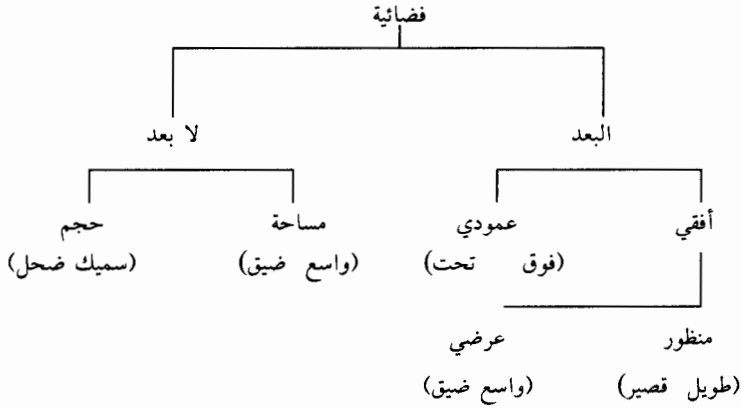 فضائية
البعد لا بعد
أفقي عمودي مساحة حجم
(فوق تحت) (واسع ضيق) (سميك ضحل)
منظور عرضي
(طويل قصير) (واسع ضيق)